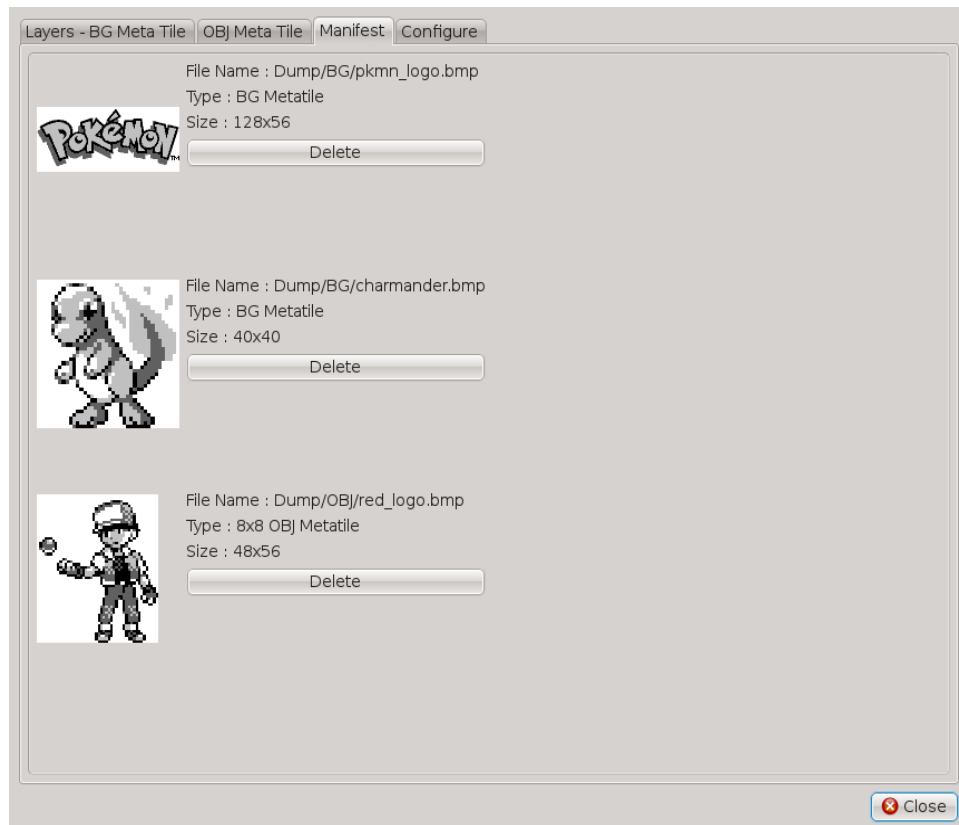 Layers - BG Meta Tile OBJ Meta Tile Manifest Configure
File Name : Dump/BG/pkmn_logo.bmp
Type : BG Metatile
Size : 128x56
POKéMON TM
Delete
File Name : Dump/BG/charmander.bmp
Type : BG Metatile
Size : 40x40
Delete
File Name : Dump/OBJ/red_logo.bmp
Type : 8x8 OBJ Metatile
Size : 48x56
Delete
Close